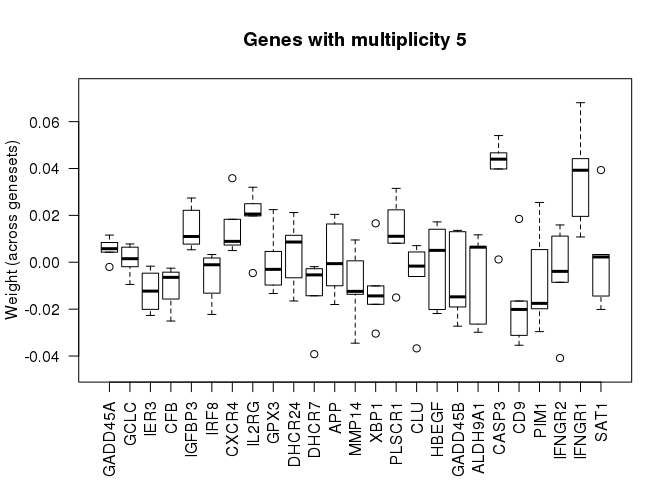 Genes with multiplicity 5
Weight (across genesets)
0.06
0.04
0.02
0.00
-0.02
-0.04
GADD45A
GCLC
IER3
CFB
IGFBP3
IRF8
CXCR4
IL2RG
GPX3
DHCR24
DHCR7
APP
MMP14
XBP1
PLSCR1
CLU
HBEGF
GADD45B
ALDH9A1
CASP3
CD9
PIM1
IFNGR2
IFNGR1
SAT1